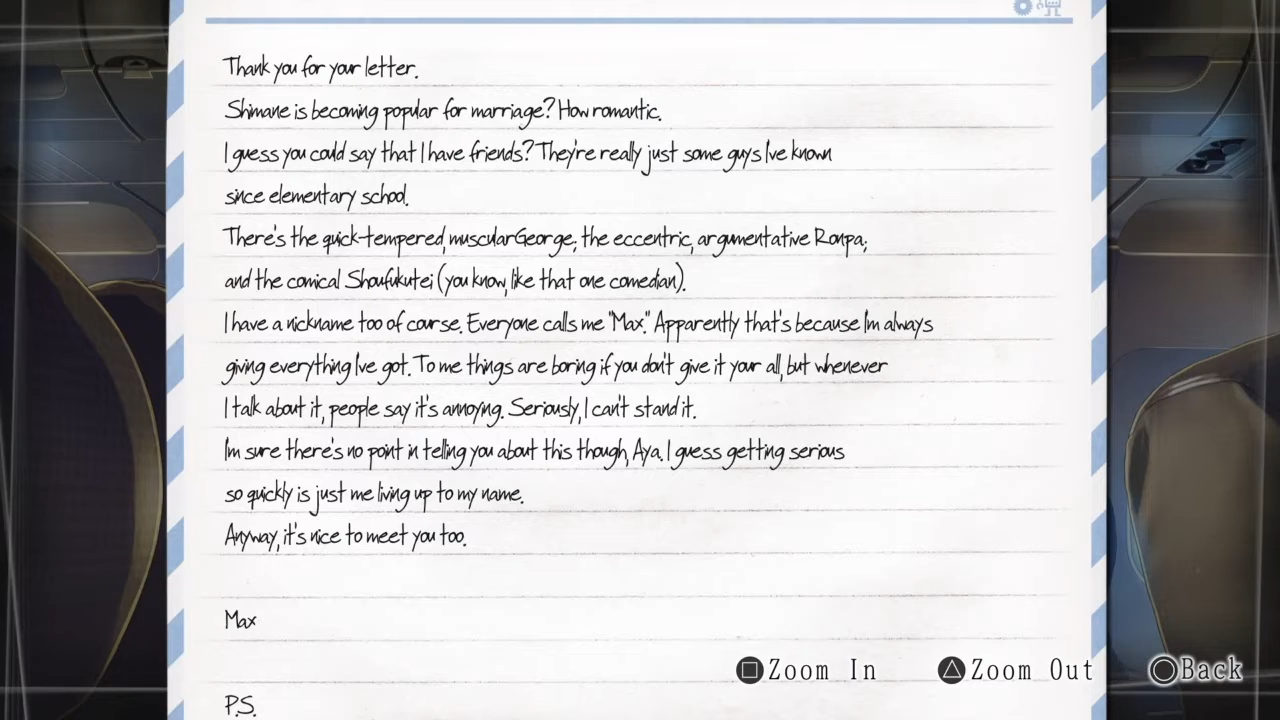 Thank you for your letter.
Shimane is becoming popular for marriage? How romantic.
I guess you could say that I have friends? They're really just some guys I've known
since elementary school.
There's the quick-tempered, muscular George, the eccentric, argumentative Ronpa,
and the comical Shoufukutei (you know, like that one comedian).
I have a nickname too of course. Everyone calls me "Max." Apparently that's because I'm always
giving everything I've got. To me things are boring if you don't give it your all, but whenever
I talk about it, people say it's annoyng. Seriously, I can't stand it.
I'm sure there's no point in telling you about this though, Aya. I guess getting serious
so quickly is just me living up to my name.
Anyway, it's nice to meet you too.
Max
P.S.
Zoom In Zoom Out Back